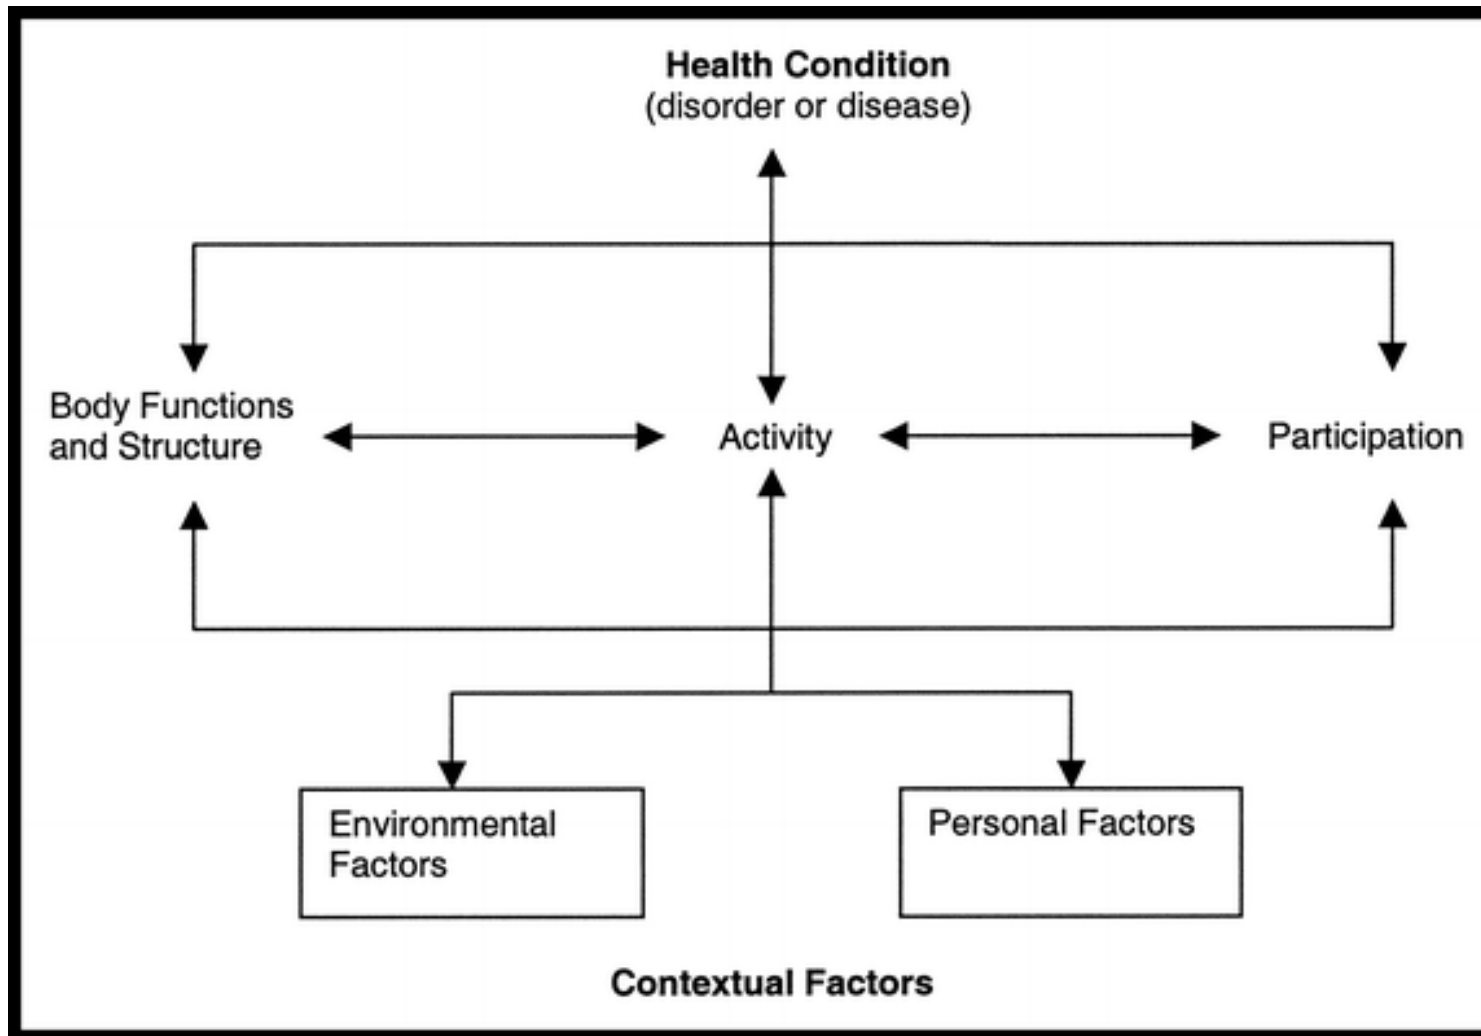 Health Condition
(disorder or disease)
Body Functions
and Structure
Activity
Participation
Environmental
Factors
Personal Factors
Contextual Factors